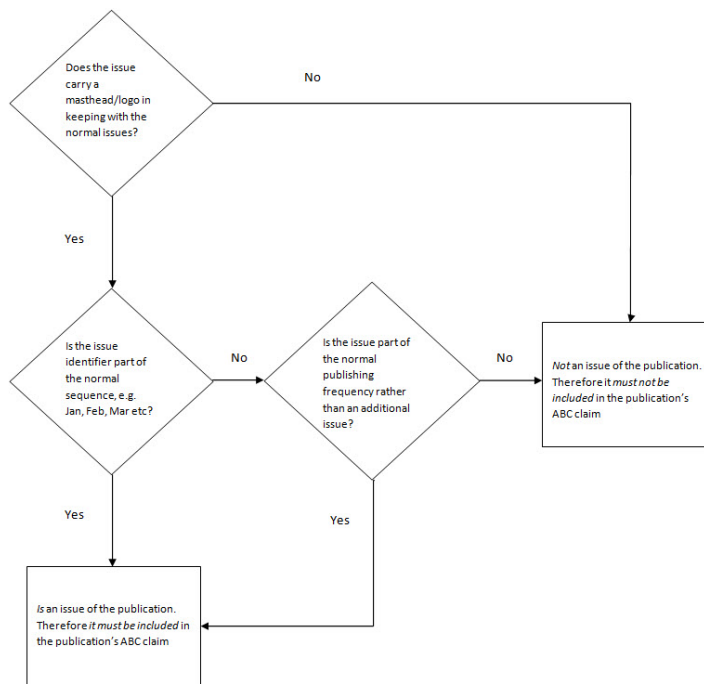 Does the issue
carry a
masthead/logo in
keeping with the
normal issues?
No
Yes
Is the issue
identifier part of
the normal
sequence, e.g.
Jan, Feb, Mar etc?
No
Is the issue part of
the normal
publishing
frequency rather
than an additional
issue?
No
Not an issue of the publication.
Therefore it must not be
included in the publication's
ABC claim
Yes
Yes
Is an issue of the publication.
Therefore it must be included in
the publication's ABC claim